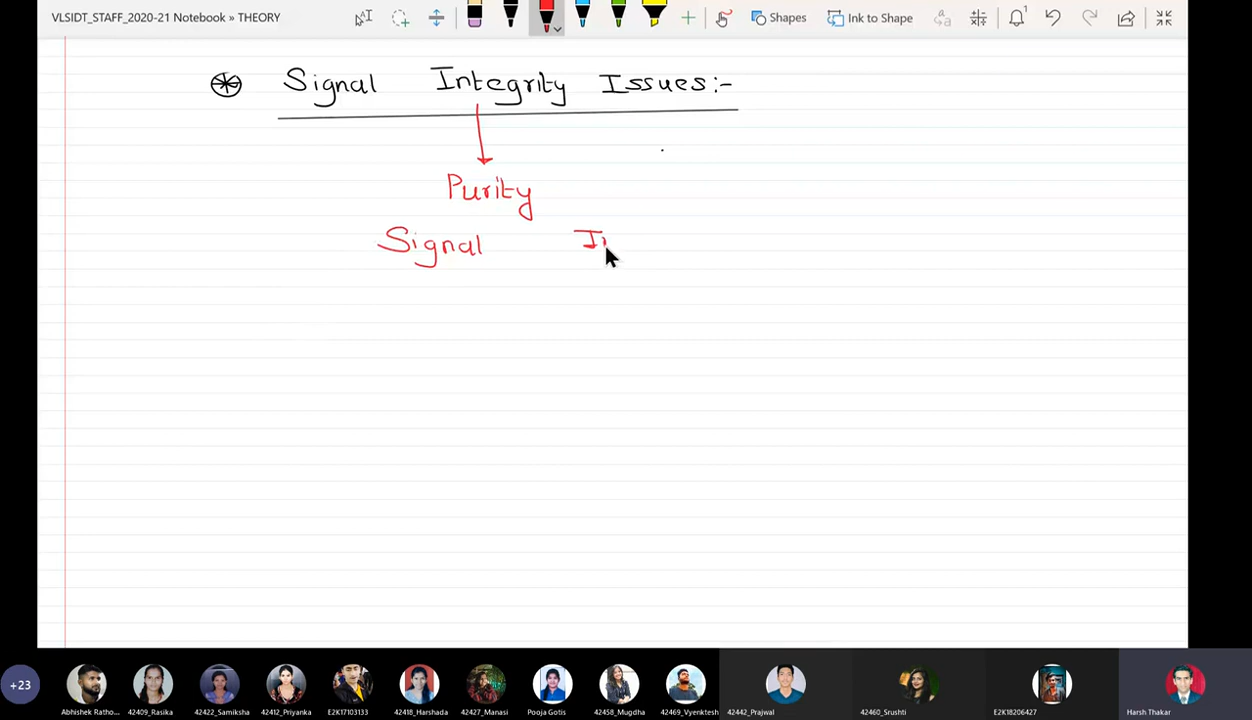 VLSIDT_STAFF_2020-21 Notebook » THEORY
Shapes
Ink to Shape
Signal Integrity Issues:-
Purity
Signal
+23
Abhishek Ratho...
42409_Rasika
42422_Samiksha
42412_Priyanka
E2K17103133
42418_Harshada
42427_Manasi
Pooja Gotis
42458_Mugdha
42469_Vyenktesh
42442_Prajwal
42460_Srushti
E2K18206427
Harsh Thakar